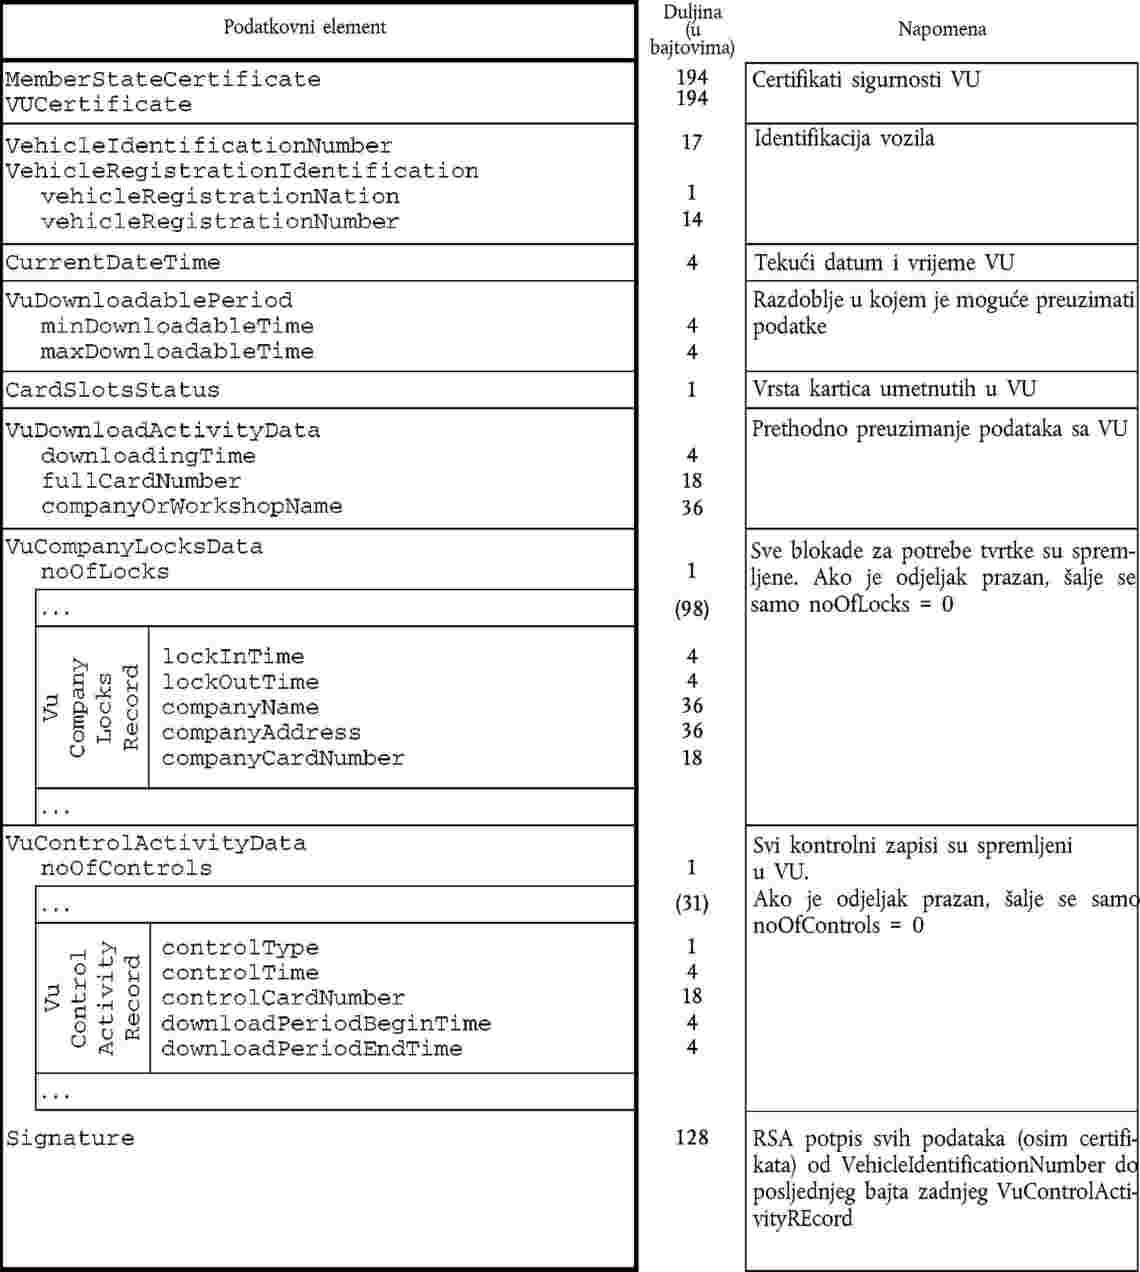 Podatkovni element
Duljina
(u
bajtovima)
Napomena
MemberStateCertificate 194 Certifikati sigurnosti VU
VUCertificate 194
VehicleIdentificationNumber 17 Identifikacija vozila
VehicleRegistrationIdentification
vehicleRegistrationNation 1
vehicleRegistrationNumber 14
CurrentDateTime 4 Tekući datum i vrijeme VU
VuDownloadablePeriod Razdoblje u kojem je moguće preuzimati
minDownloadableTime 4 podatke
maxDownloadableTime 4
CardSlotsStatus 1 Vrsta kartica umetnutih u VU
VuDownloadActivityData Prethodno preuzimanje podataka sa VU
downloadingTime 4
fullCardNumber 18
companyOrWorkshopName 36
VuCompanyLocksData Sve blokade za potrebe tvrtke su sprem-
noOfLocks 1 ljene. Ako je odjeljak prazan, šalje se
... (98) samo noOfLocks = 0
Vu
Company
Locks
Record
lockInTime 4
lockOutTime 4
companyName 36
companyAddress 36
companyCardNumber 18
...
VuControlActivityData Svi kontrolni zapisi su spremljeni
noOfControls 1 u VU.
... (31) Ako je odjeljak prazan, šalje se samo
noOfControls = 0
Vu
Control
Activity
Record
controlType 1
controlTime 4
controlCardNumber 18
downloadPeriodBeginTime 4
downloadPeriodEndTime 4
...
Signature 128 RSA potpis svih podataka (osim certifi-
kata) od VehicleIdentificationNumber do
posljednjeg bajta zadnjeg VuControlActi-
vityREcord